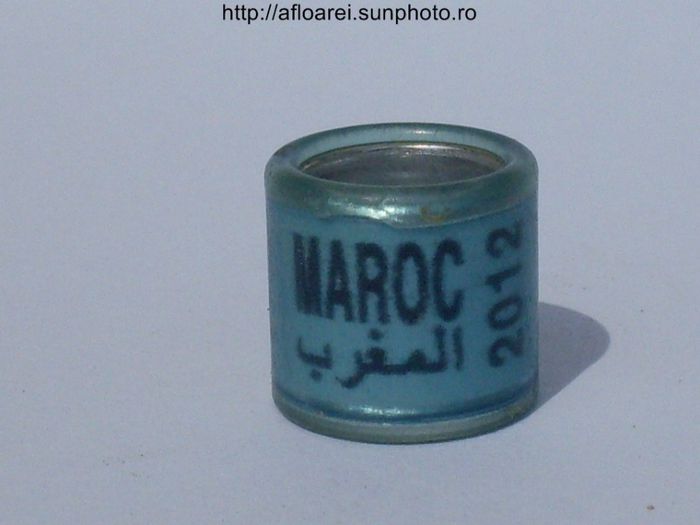 http://afloarei.sunphoto.ro
MAROC
المغرب
2012